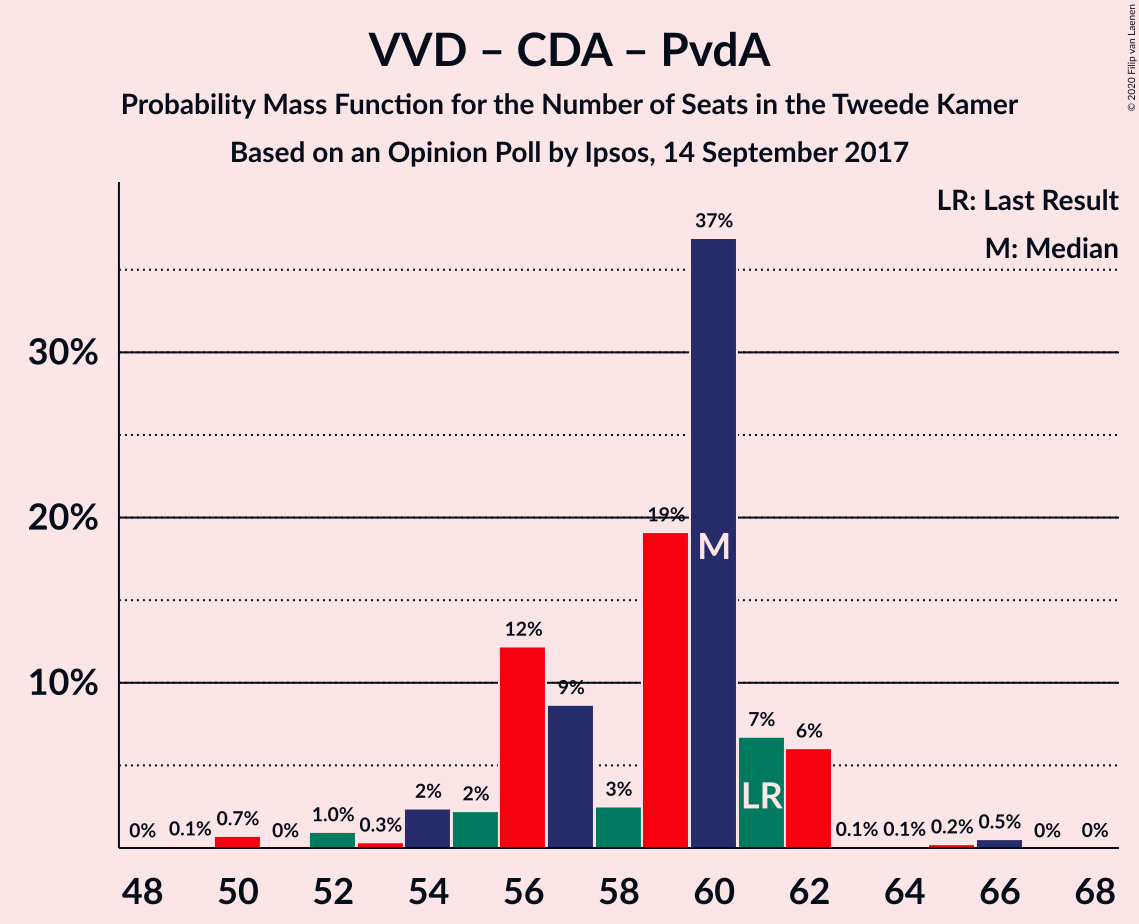 VVD – CDA – PvdA
Probability Mass Function for the Number of Seats in the Tweede Kamer
Based on an Opinion Poll by Ipsos, 14 September 2017
© 2020 Filip van Laenen
LR: Last Result
M: Median
30%
20%
10%
0%
0.1%
0.7%
0%
1.0%
0.3%
2%
2%
12%
9%
3%
19%
37%
M
7%
LR
6%
0.1%
0.1%
0.2%
0.5%
0%
0%
48 50 52 54 56 58 60 62 64 66 68